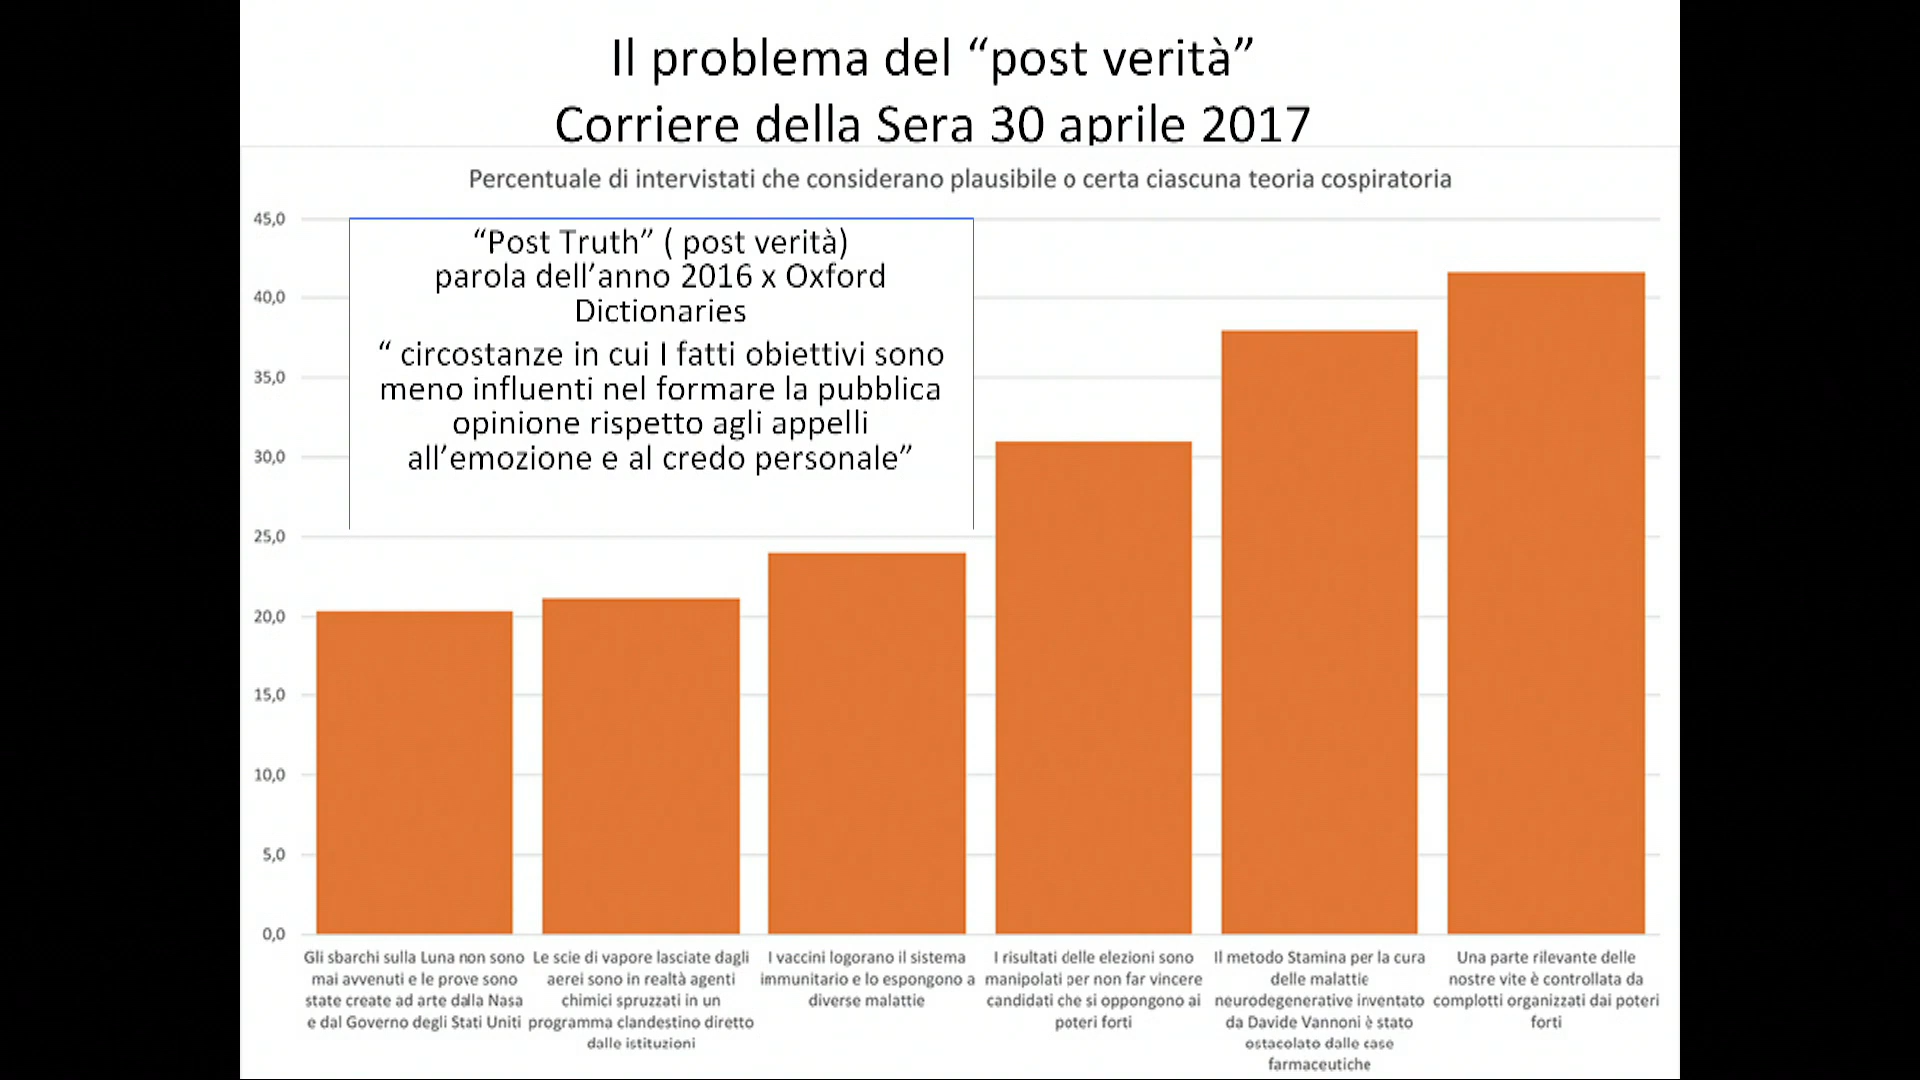 Il problema del “post verità”
Corriere della Sera 30 aprile 2017
Percentuale di intervistati che considerano plausibile o certa ciascuna teoria cospiratoria
45,0
40,0
35,0
30,0
25,0
20,0
15,0
10,0
5,0
0,0
“Post Truth” ( post verità)
parola dell’anno 2016 x Oxford
Dictionaries
“ circostanze in cui I fatti obiettivi sono
meno influenti nel formare la pubblica
opinione rispetto agli appelli
all’emozione e al credo personale”
Gli sbarchi sulla Luna non sono
mai avvenuti e le prove sono
state create ad arte dalla Nasa
e dal Governo degli Stati Uniti
Le scie di vapore lasciate dagli
aerei sono in realtà agenti
chimici spruzzati in un
programma clandestino diretto
dalle istituzioni
I vaccini logorano il sistema
immunitario e lo espongono a
diverse malattie
I risultati delle elezioni sono
manipolati per non far vincere
candidati che si oppongono ai
poteri forti
Il metodo Stamina per la cura
delle malattie
neurodegenerative inventato
da Davide Vannoni è stato
ostacolato dalle case
farmaceutiche
Una parte rilevante delle
nostre vite è controllata da
complotti organizzati dai poteri
forti